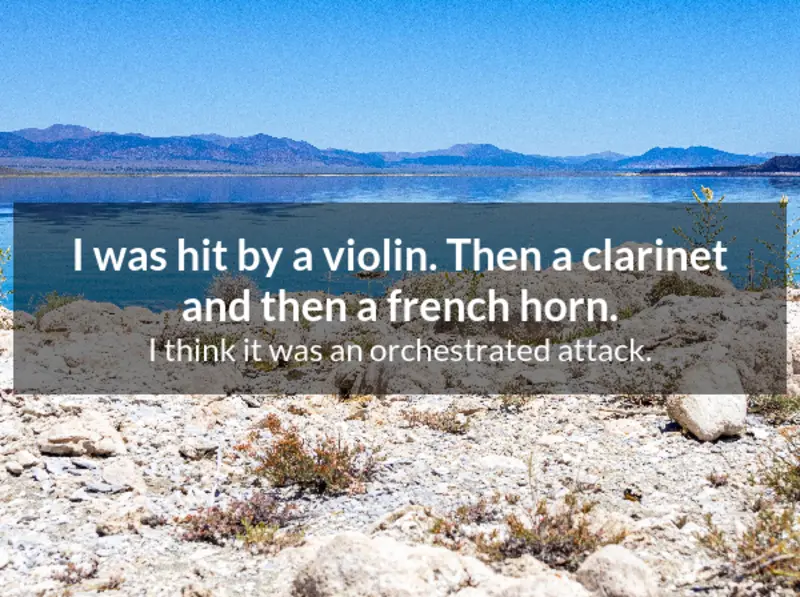 I was hit by a violin. Then a clarinet
and then a french horn.
I think it was an orchestrated attack.